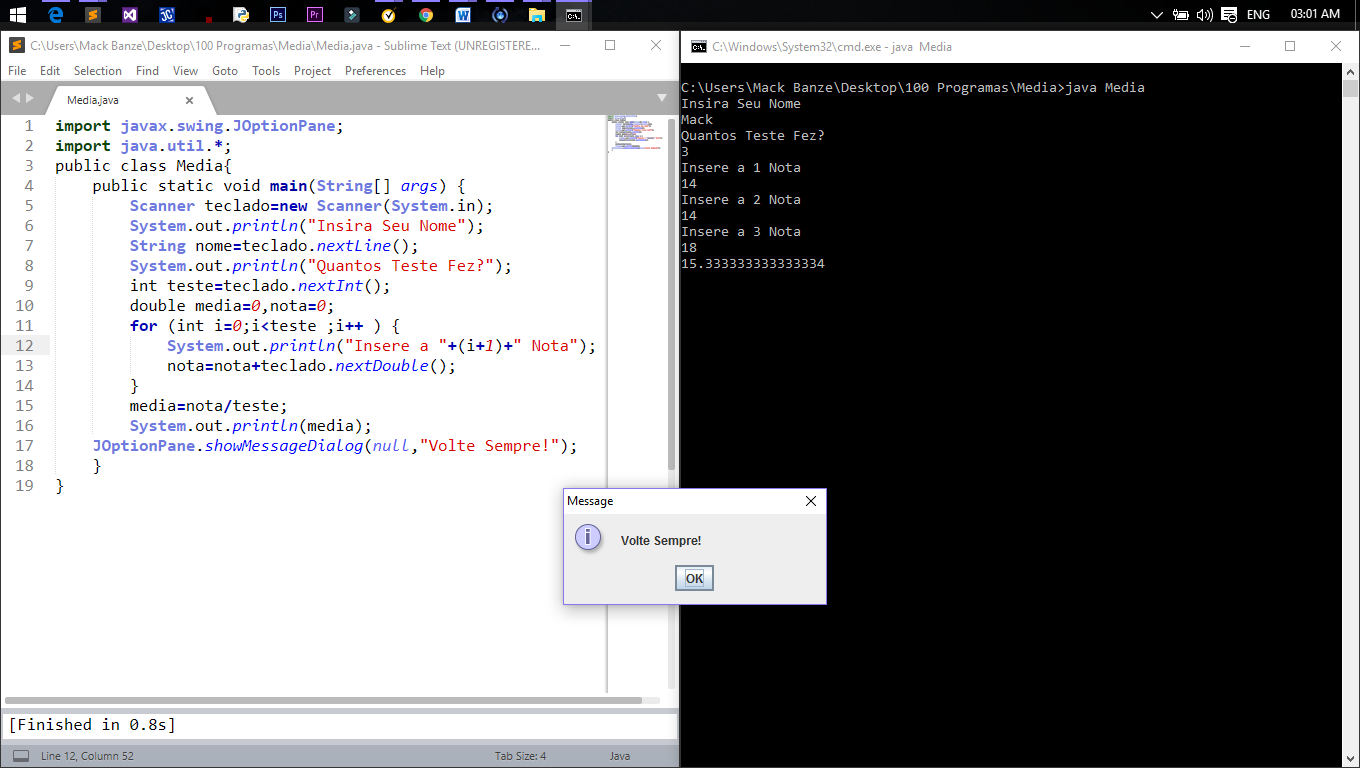 ENG
03:01 AM
C:\Users\Mack Banze\Desktop\100 Programas\Media\Media.java - Sublime Text (UNREGISTERE...
File Edit Selection Find View Goto Tools Project Preferences Help
Media.java
1 import javax.swing.JOptionPane;
2 import java.util.*;
3 public class Media{
4 public static void main(String[] args) {
5 Scanner teclado=new Scanner(System.in);
6 System.out.println("Insira Seu Nome");
7 String nome=teclado.nextLine();
8 System.out.println("Quantos Teste Fez?");
9 int teste=teclado.nextInt();
10 double media=0,nota=0;
11 for (int i=0;i<teste ;i++ ) {
12 System.out.println("Insere a "+(i+1)+" Nota");
13 nota=nota+teclado.nextDouble();
14 }
15 media=nota/teste;
16 System.out.println(media);
17 JOptionPane.showMessageDialog(null,"Volte Sempre!");
18 }
19 }
[Finished in 0.8s]
Line 12, Column 52
Tab Size: 4
Java
C:\Windows\System32\cmd.exe - java  Media
C:\Users\Mack Banze\Desktop\100 Programas\Media>java Media
Insira Seu Nome
Mack
Quantos Teste Fez?
3
Insere a 1 Nota
14
Insere a 2 Nota
14
Insere a 3 Nota
18
15.333333333333334
Message
Volte Sempre!
OK